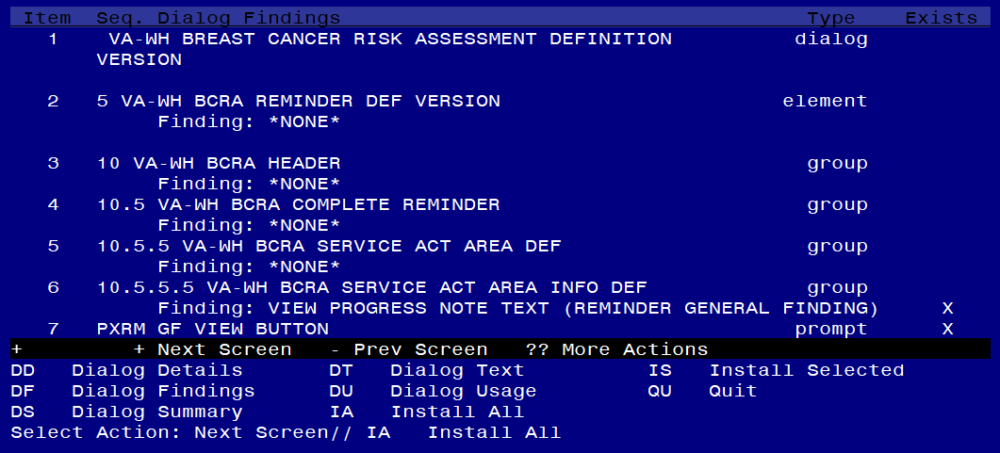 Item Seq. Dialog Findings Type Exists
1 VA-WH BREAST CANCER RISK ASSESSMENT DEFINITION dialog
VERSION
2 5 VA-WH BCRA REMINDER DEF VERSION element
Finding: *NONE*
3 10 VA-WH BCRA HEADER group
Finding: *NONE*
4 10.5 VA-WH BCRA COMPLETE REMINDER group
Finding: *NONE*
5 10.5.5 VA-WH BCRA SERVICE ACT AREA DEF group
Finding: *NONE*
6 10.5.5.5 VA-WH BCRA SERVICE ACT AREA INFO DEF group
Finding: VIEW PROGRESS NOTE TEXT (REMINDER GENERAL FINDING) X
7 PXRM GF VIEW BUTTON prompt X
+ + Next Screen - Prev Screen ?? More Actions
DD Dialog Details DT Dialog Text IS Install Selected
DF Dialog Findings DU Dialog Usage QU Quit
DS Dialog Summary IA Install All
Select Action: Next Screen// IA Install All